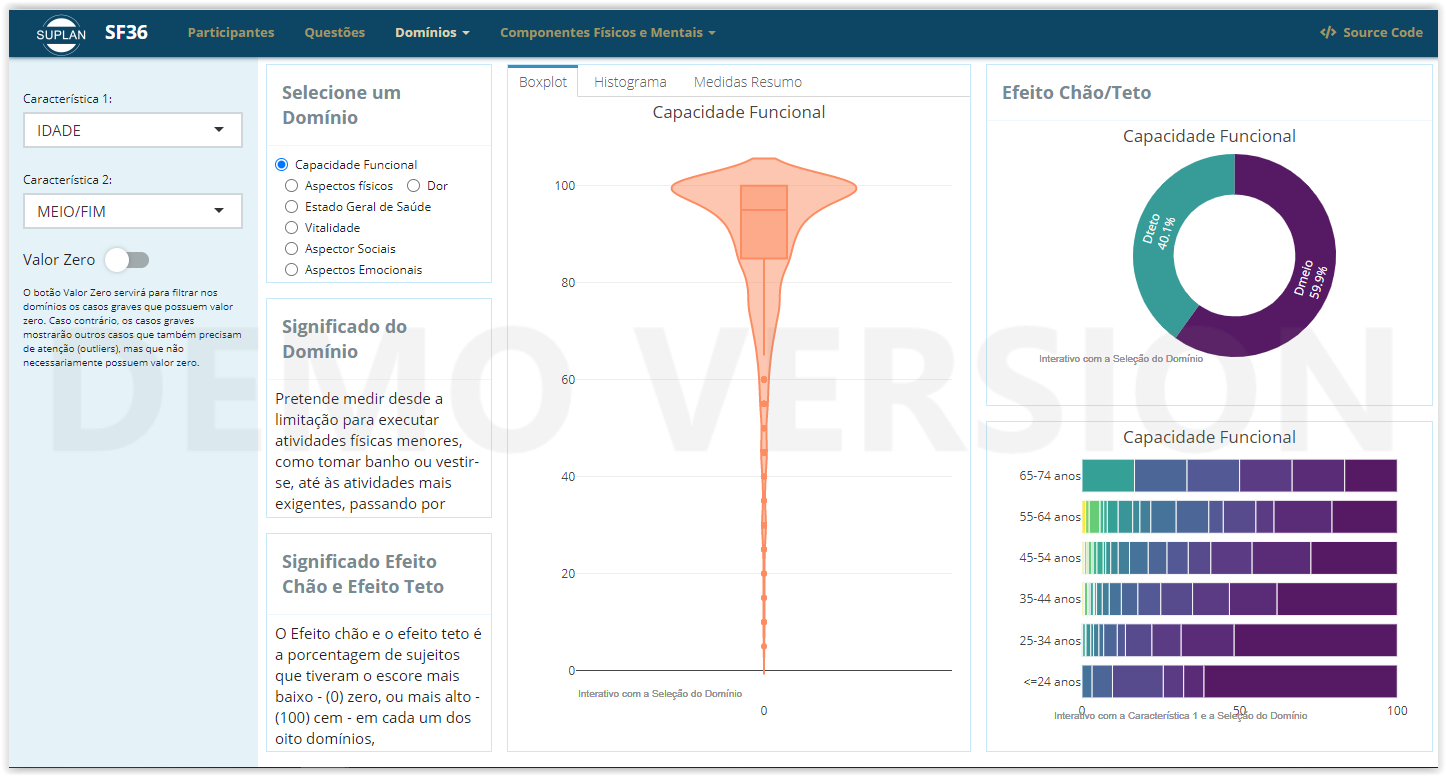 SUPLAN
SF36
Participantes
Questões
Domínios
Componentes Físicos e Mentais
</> Source Code
Característica 1:
IDADE
Característica 2:
MEIO/FIM
Valor Zero
O botão Valor Zero servirá para filtrar nos
domínios os casos graves que possuem valor
zero. Caso contrário, os casos graves
mostrarão outros casos que também precisam
de atenção (outliers), mas que não
necessariamente possuem valor zero.
Selecione um
Domínio
Capacidade Funcional
Aspectos físicos
Dor
Estado Geral de Saúde
Vitalidade
Aspector Sociais
Aspectos Emocionais
Significado do
Domínio
Pretende medir desde a
limitação para executar
atividades físicas menores,
como tomar banho ou vestir-
se, até às atividades mais
exigentes, passando por
Significado Efeito
Chão e Efeito Teto
O Efeito chão e o efeito teto é
a porcentagem de sujeitos
que tiveram o escore mais
baixo - (0) zero, ou mais alto -
(100) cem - em cada um dos
oito domínios,
Boxplot
Histograma
Medidas Resumo
Capacidade Funcional
100
80
60
40
20
0
0
Interativo com a Seleção do Domínio
Efeito Chão/Teto
Capacidade Funcional
Dteto
40.1%
Dmeio
59.9%
Interativo com a Seleção do Domínio
Capacidade Funcional
65-74 anos
55-64 anos
45-54 anos
35-44 anos
25-34 anos
<=24 anos
0 50 100
Interativo com a Característica 1 e a Seleção do Domínio
DEMO VERSION